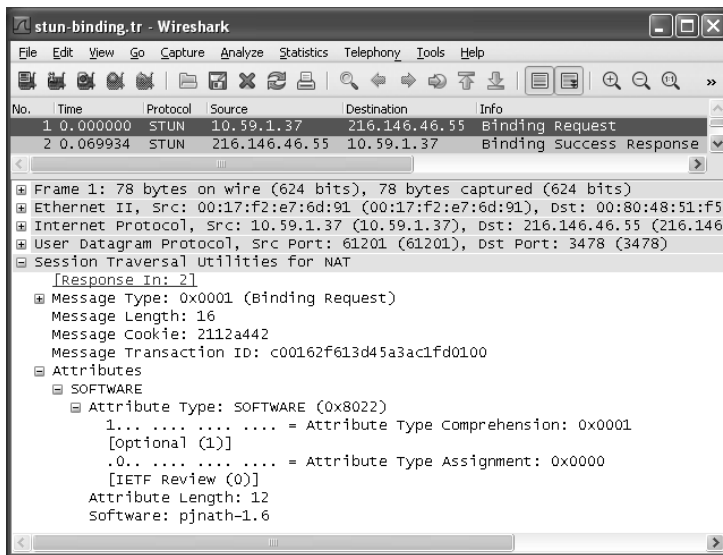 stun-binding.tr - Wireshark
File Edit View Go Capture Analyze Statistics Telephony Tools Help
No. Time Protocol Source Destination Info
1 0.000000 STUN 10.59.1.37 216.146.46.55 Binding Request
2 0.069934 STUN 216.146.46.55 10.59.1.37 Binding Success Response
Frame 1: 78 bytes on wire (624 bits), 78 bytes captured (624 bits)
Ethernet II, Src: 00:17:f2:e7:6d:91 (00:17:f2:e7:6d:91), Dst: 00:80:48:51:f5
Internet Protocol, Src: 10.59.1.37 (10.59.1.37), Dst: 216.146.46.55 (216.146
User Datagram Protocol, Src Port: 61201 (61201), Dst Port: 3478 (3478)
Session Traversal Utilities for NAT
[Response In: 2]
Message Type: 0x0001 (Binding Request)
Message Length: 16
Message Cookie: 2112a442
Message Transaction ID: c00162f613d45a3ac1fd0100
Attributes
SOFTWARE
Attribute Type: SOFTWARE (0x8022)
1... .... .... .... = Attribute Type Comprehension: 0x0001
[Optional (1)]
.0.. .... .... .... = Attribute Type Assignment: 0x0000
[IETF Review (0)]
Attribute Length: 12
Software: pjnath-1.6